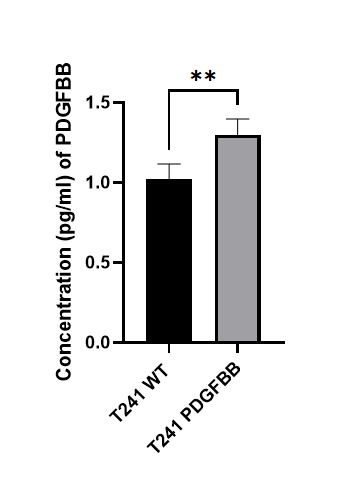 **
Concentration (pg/ml) of PDGFBB
1.5
1.0
0.5
0.0
T241 WT
T241 PDGFBB